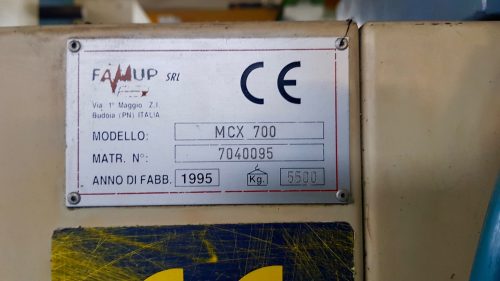 FAMUP SRL
CE
Via 1° Maggio Z.I.
Budoia (PN) ITALIA
MODELLO: MCX 700
MATR. N°: 7040095
ANNO DI FABB. 1995 Kg. 5500